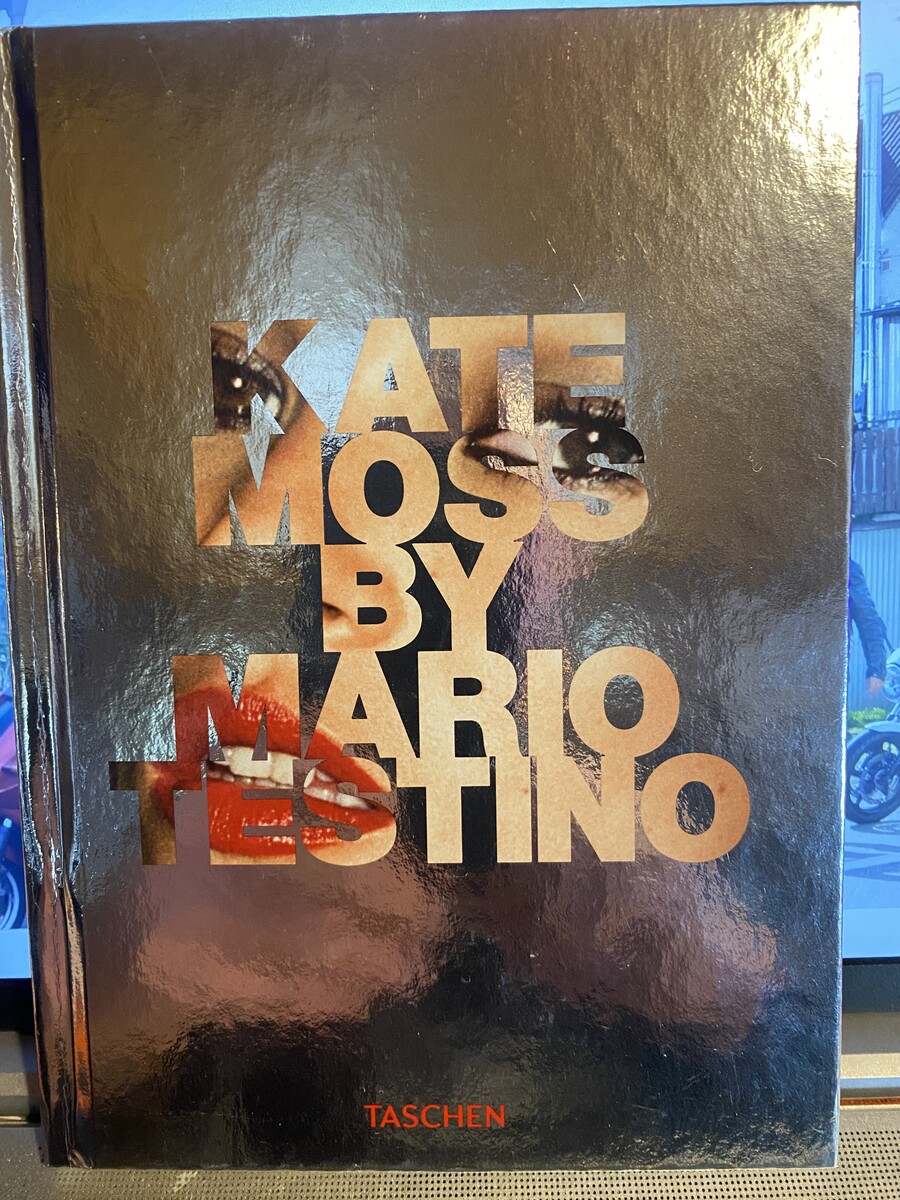 KATE
MOSS
BY
MARIO
TESTINO
TASCHEN